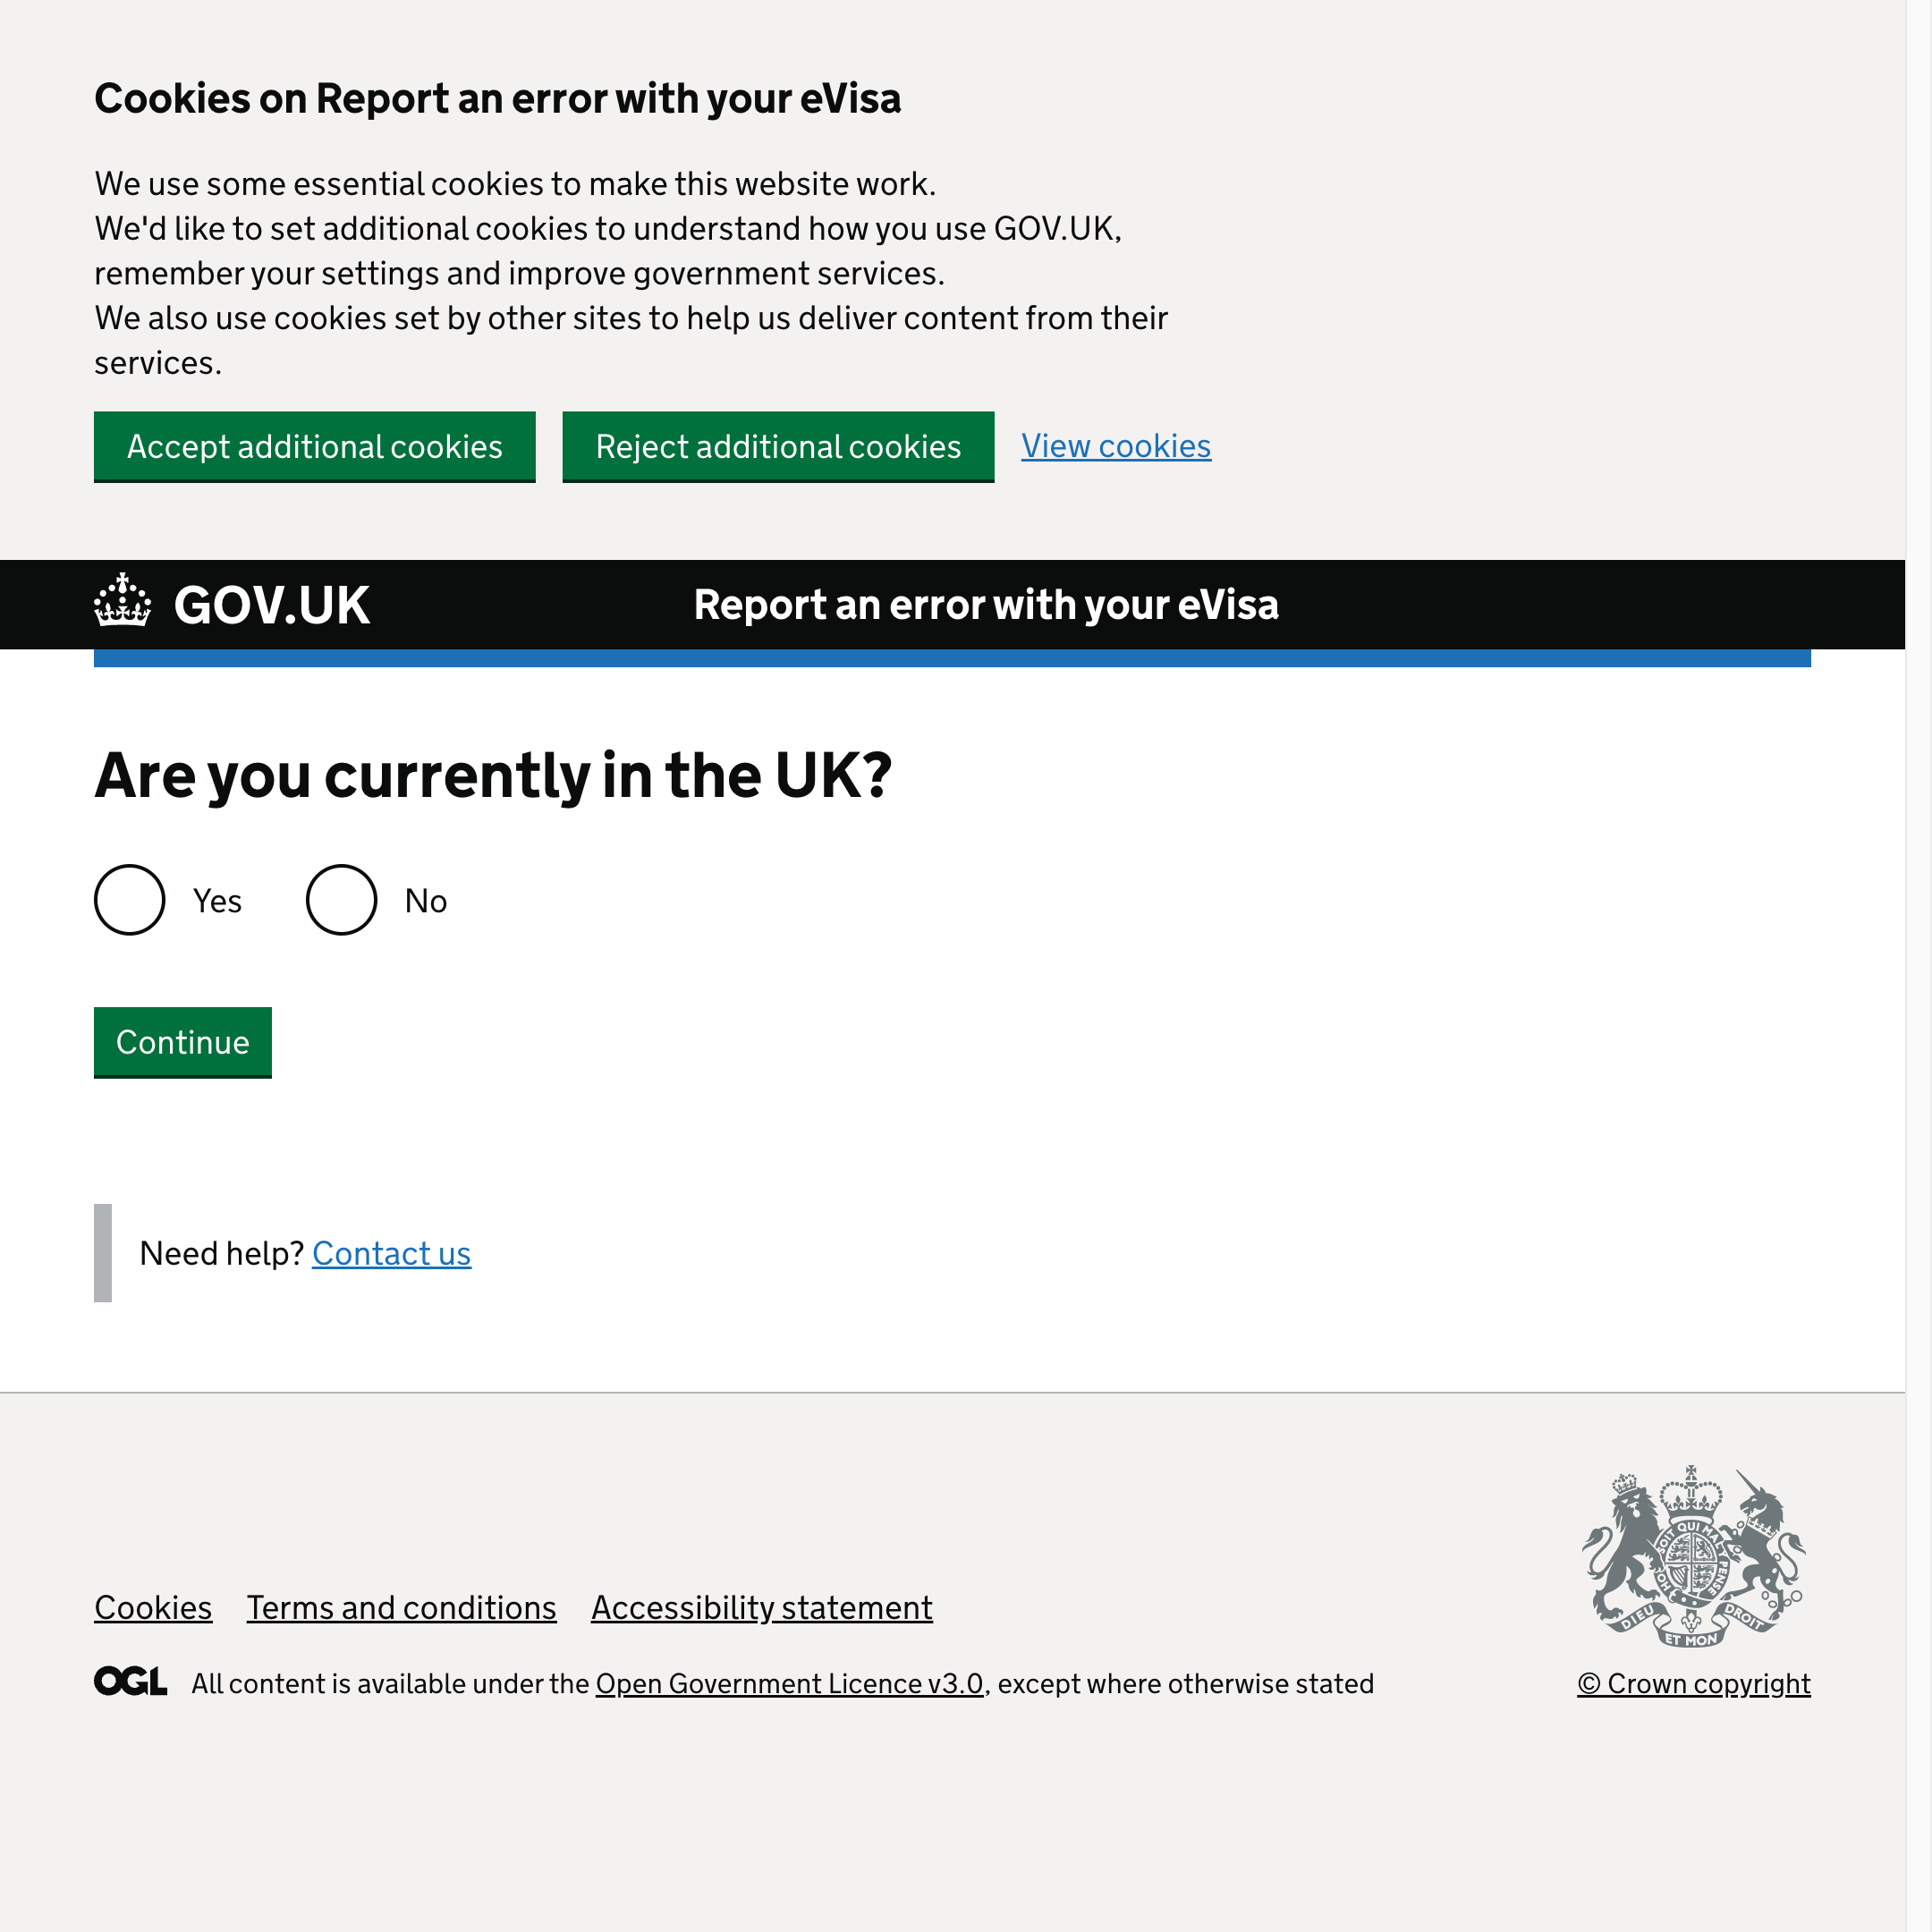 Cookies on Report an error with your eVisa
We use some essential cookies to make this website work.
We'd like to set additional cookies to understand how you use GOV.UK,
remember your settings and improve government services.
We also use cookies set by other sites to help us deliver content from their
services.
Accept additional cookies Reject additional cookies View cookies
GOV.UK Report an error with your eVisa
Are you currently in the UK?
Yes No
Continue
Need help? Contact us
SOIT QUI MAL Y PENSE
HO
DIEU ET MON DROIT
Cookies Terms and conditions Accessibility statement
OGL All content is available under the Open Government Licence v3.0, except where otherwise stated © Crown copyright